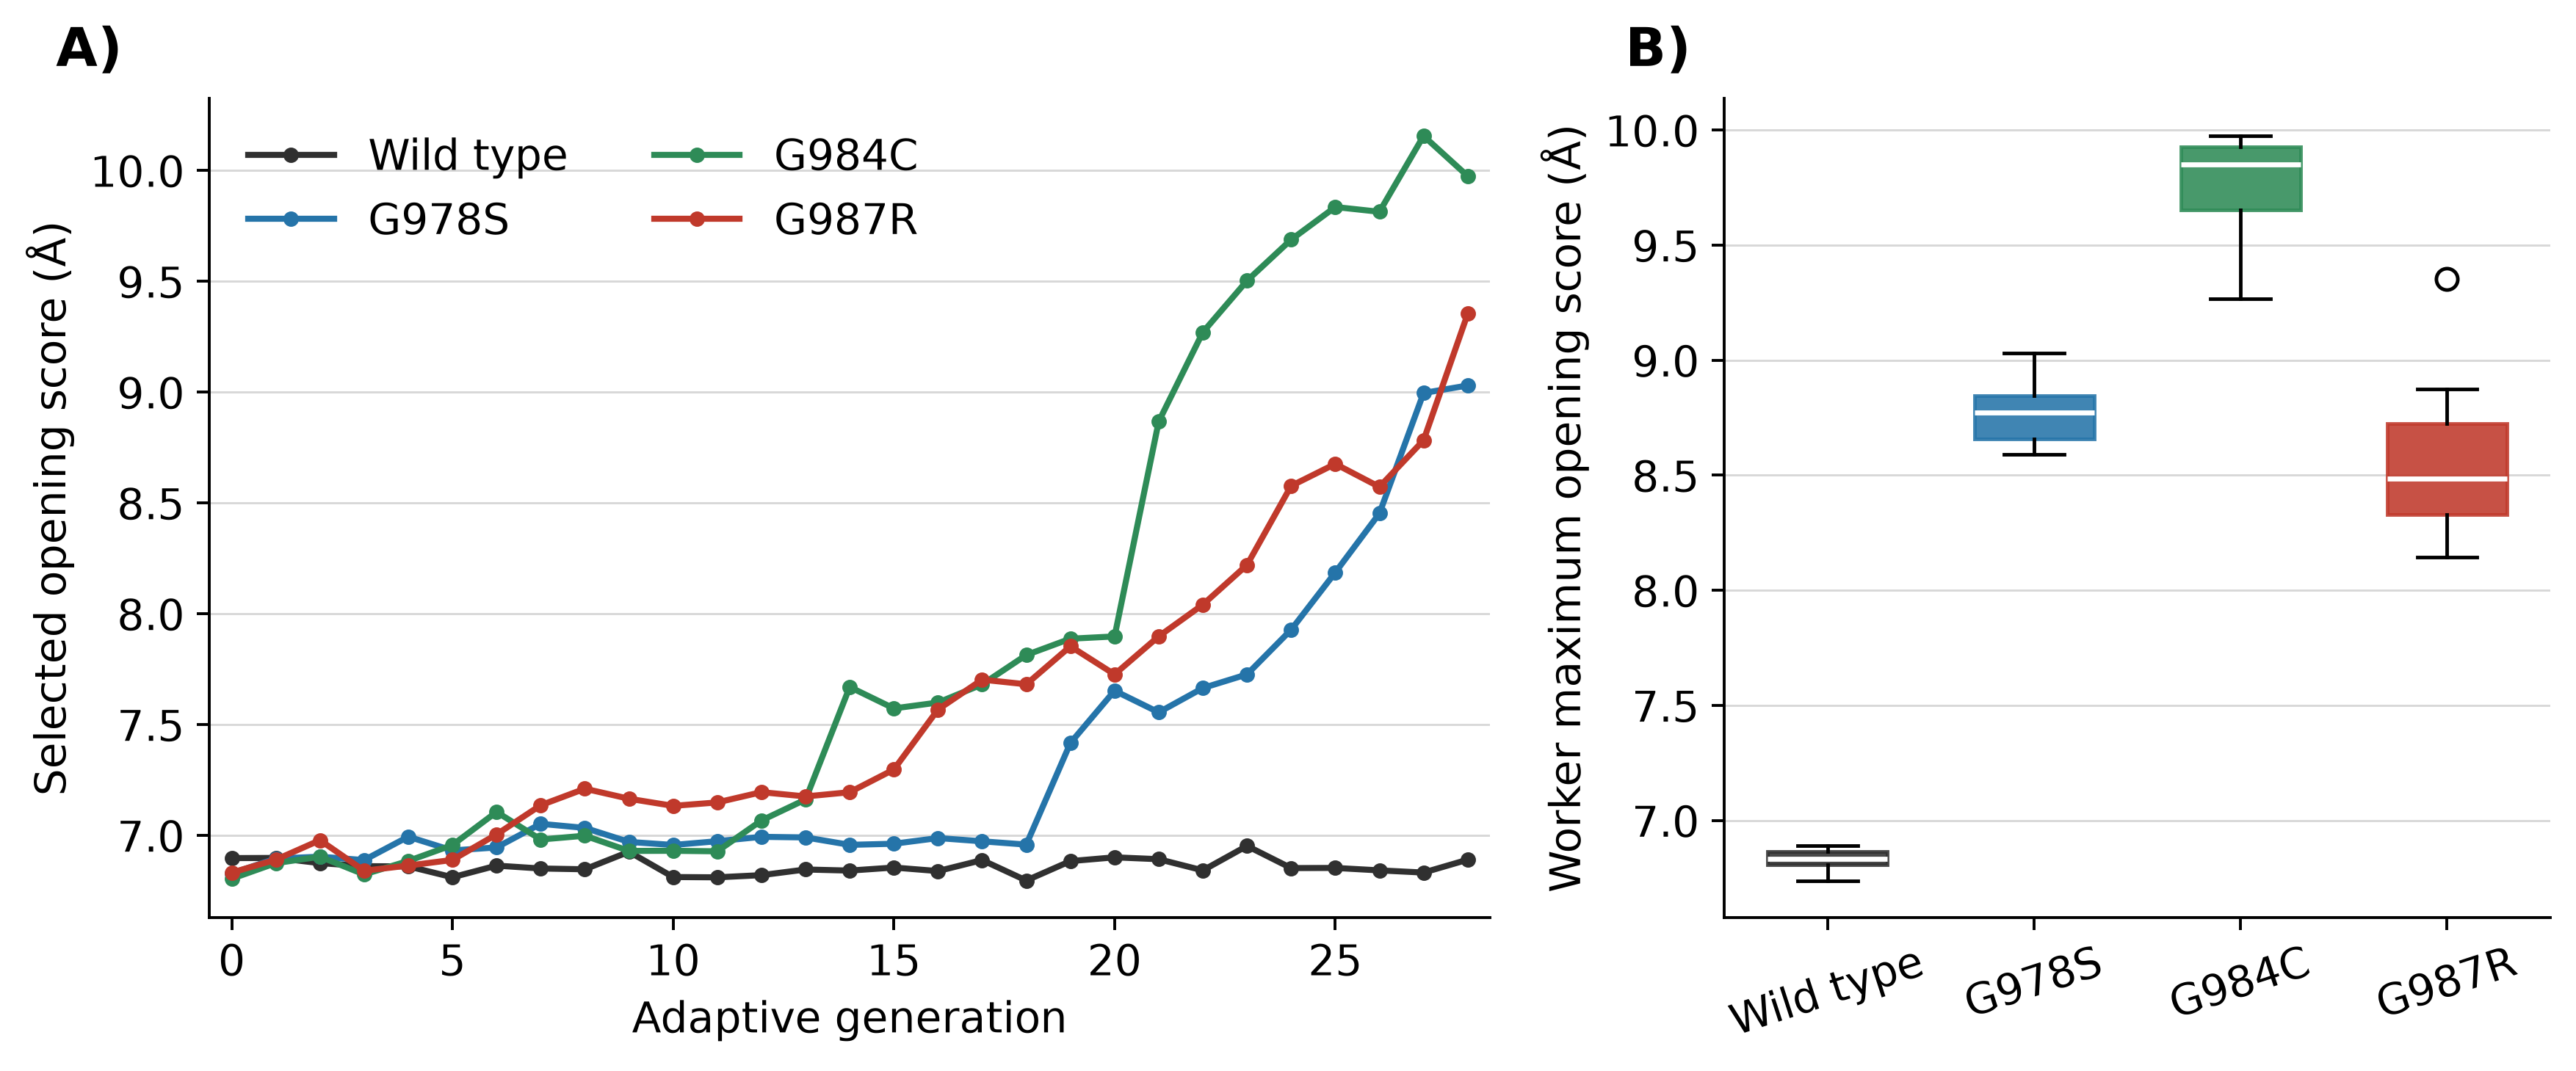 A)
Selected opening score (Å)
10.0
9.5
9.0
8.5
8.0
7.5
7.0
Wild type
G978S
G984C
G987R
0 5 10 15 20 25
Adaptive generation
B)
Worker maximum opening score (Å)
10.0
9.5
9.0
8.5
8.0
7.5
7.0
Wild type
G978S
G984C
G987R